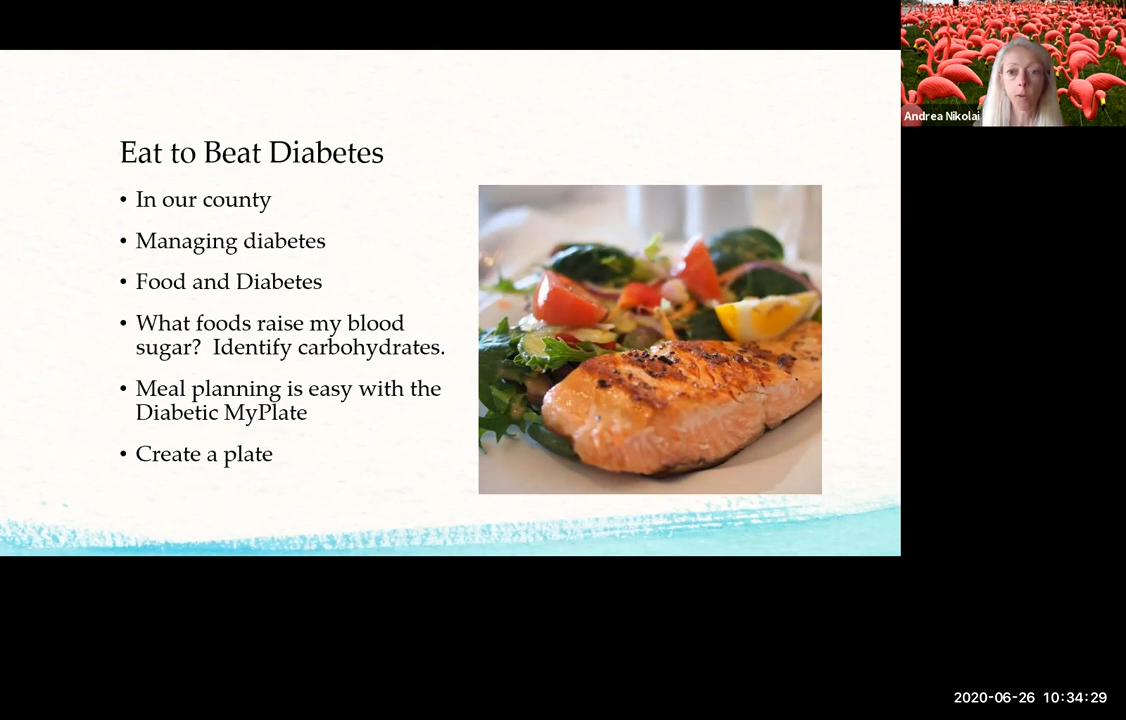 Eat to Beat Diabetes
• In our county
• Managing diabetes
• Food and Diabetes
• What foods raise my blood
sugar?  Identify carbohydrates.
• Meal planning is easy with the
Diabetic MyPlate
• Create a plate
Andrea Nikolai
2020-06-26 10:34:29